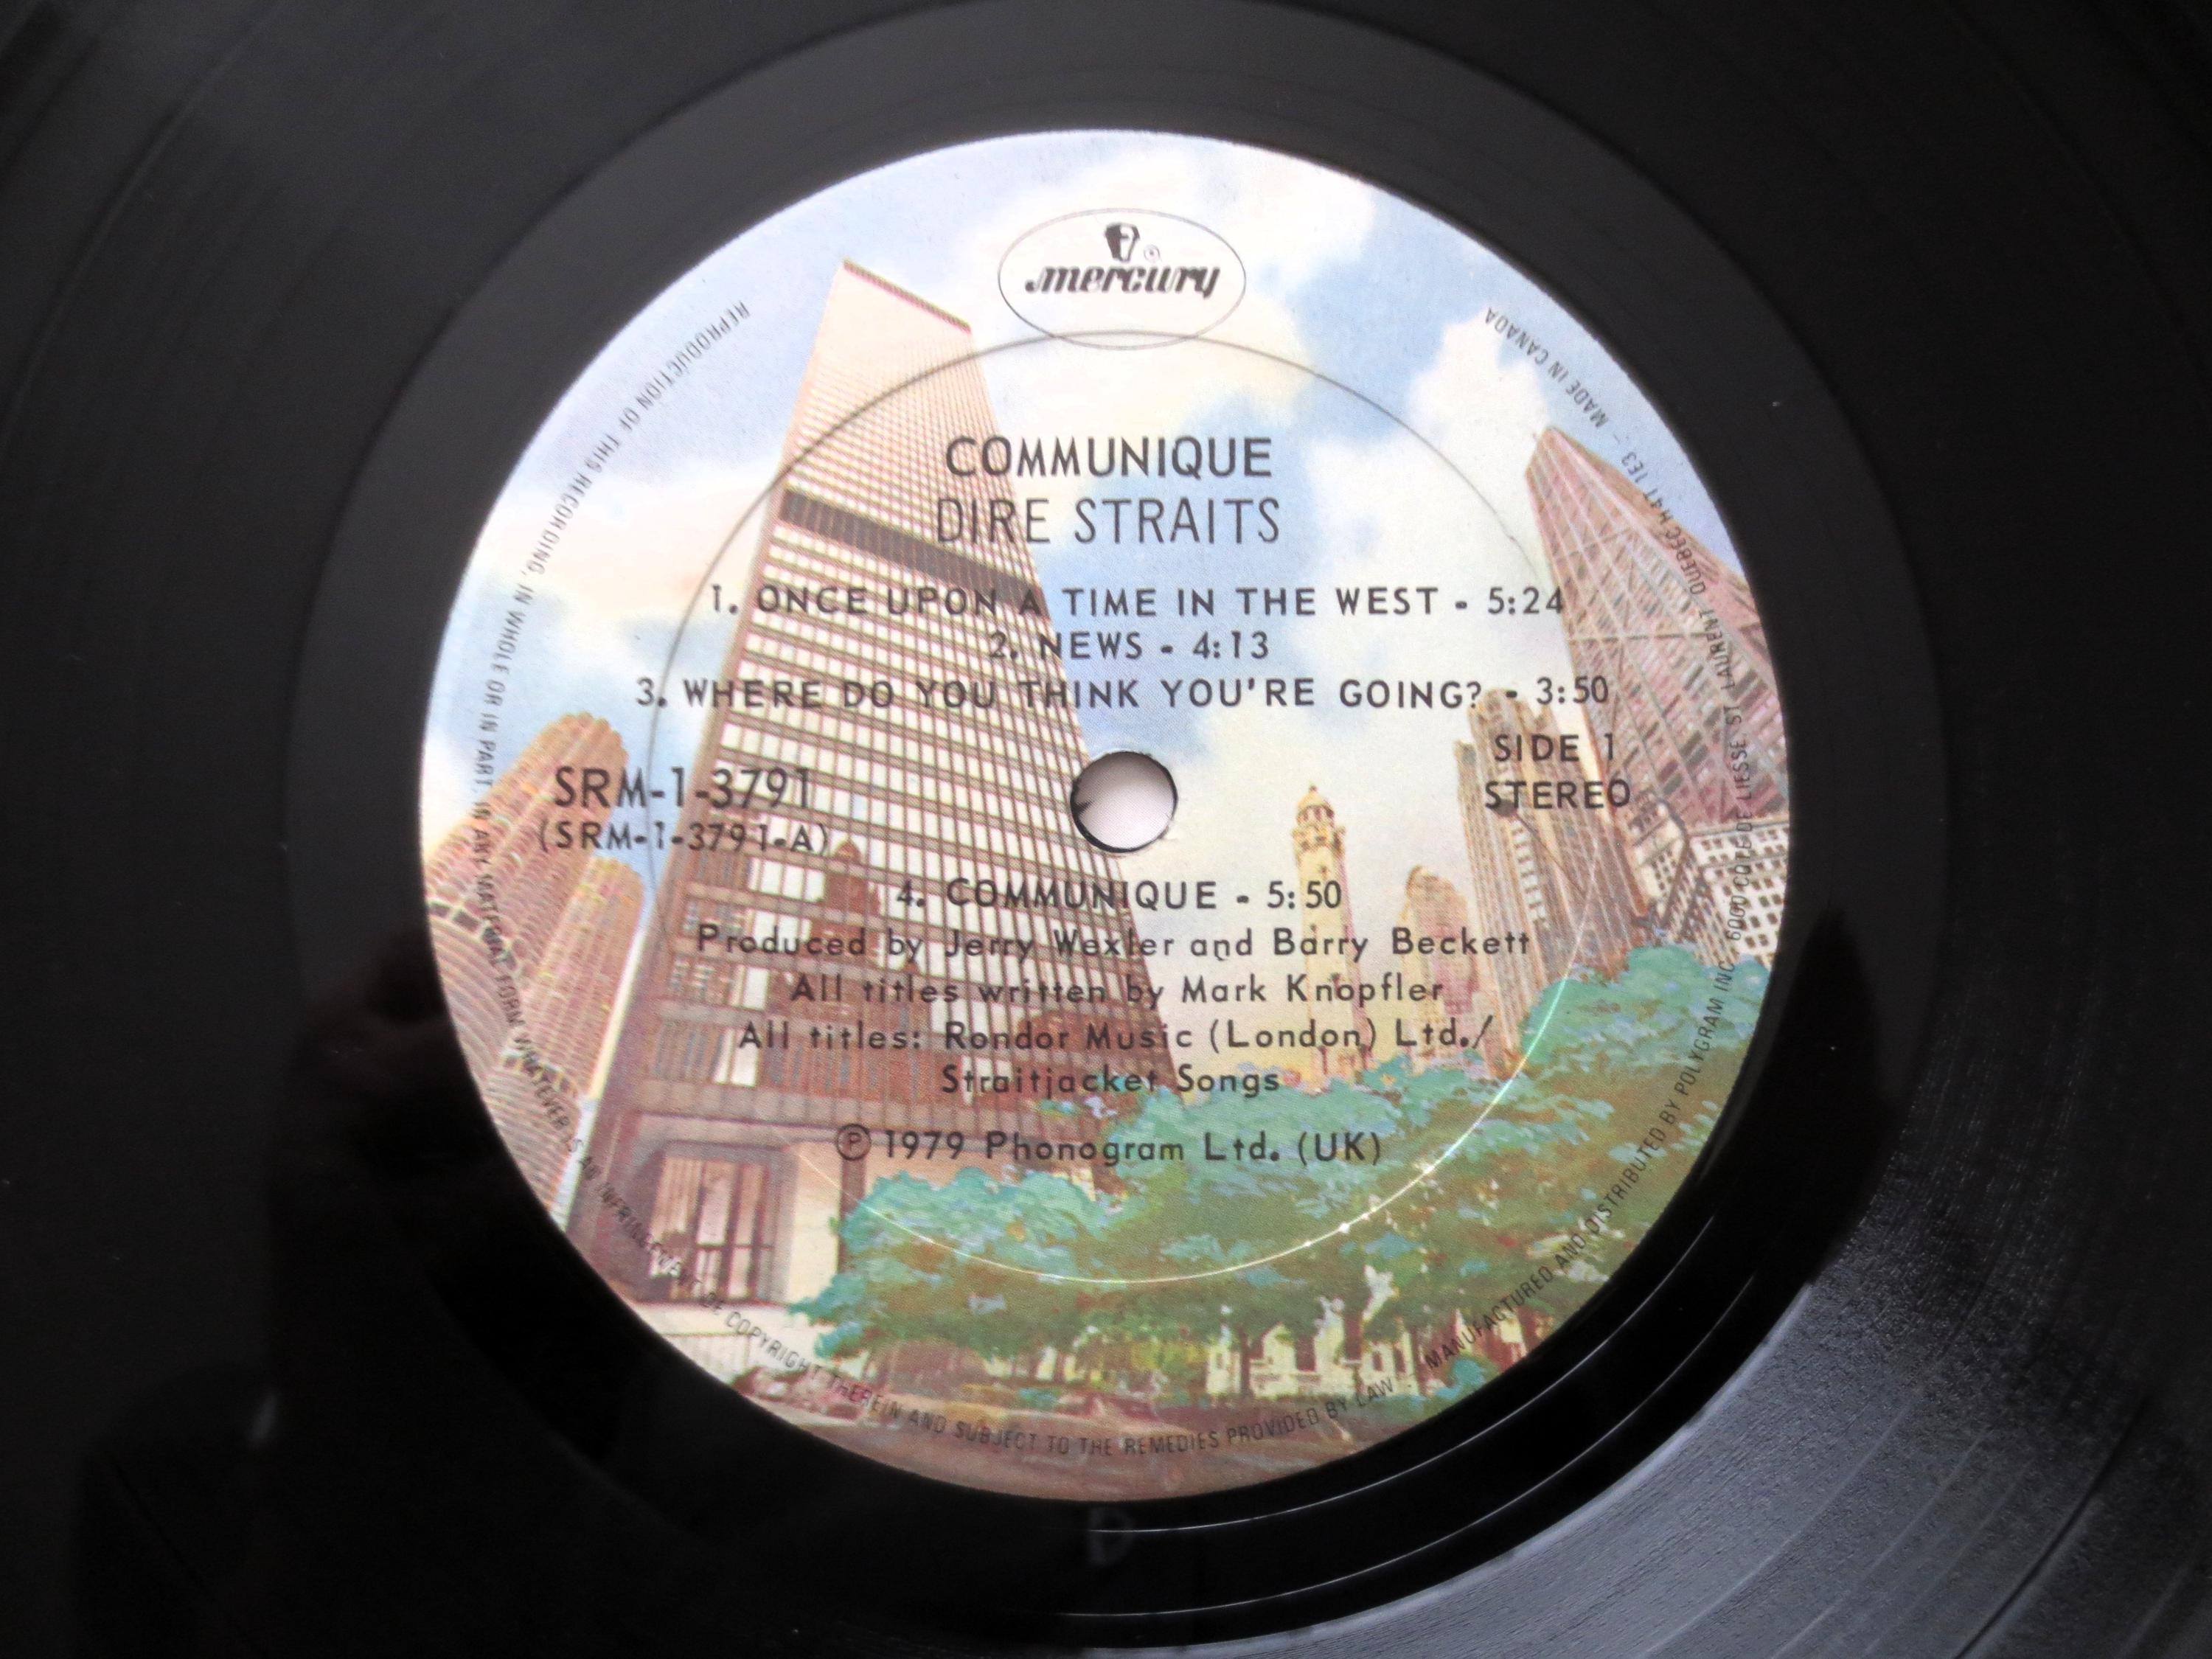 mercury
COMMUNIQUE
DIRE STRAITS
1. ONCE UPON A TIME IN THE WEST - 5:24
2. NEWS - 4:13
3. WHERE DO YOU THINK YOU'RE GOING? - 3:50
SIDE 1
STEREO
SRM-1-3791
(SRM-1-3791-A)
4. COMMUNIQUE - 5:50
Produced by Jerry Wexler and Barry Beckett
All titles written by Mark Knopfler
All titles: Rondor Music (London) Ltd./
Straitjacket Songs
Ⓟ 1979 Phonogram Ltd. (UK)
REPRODUCTION OF THIS RECORDING, IN WHOLE OR IN PART, IN ANY MATERIAL FORM WHATEVER IS AN INFRINGEMENT OF COPYRIGHT THEREIN AND SUBJECT TO THE REMEDIES PROVIDED BY LAW - MANUFACTURED AND DISTRIBUTED BY POLYGRAM INC. 6000 COTE DE LIESSE, ST LAURENT QUEBEC H4T 1E3 - MADE IN CANADA